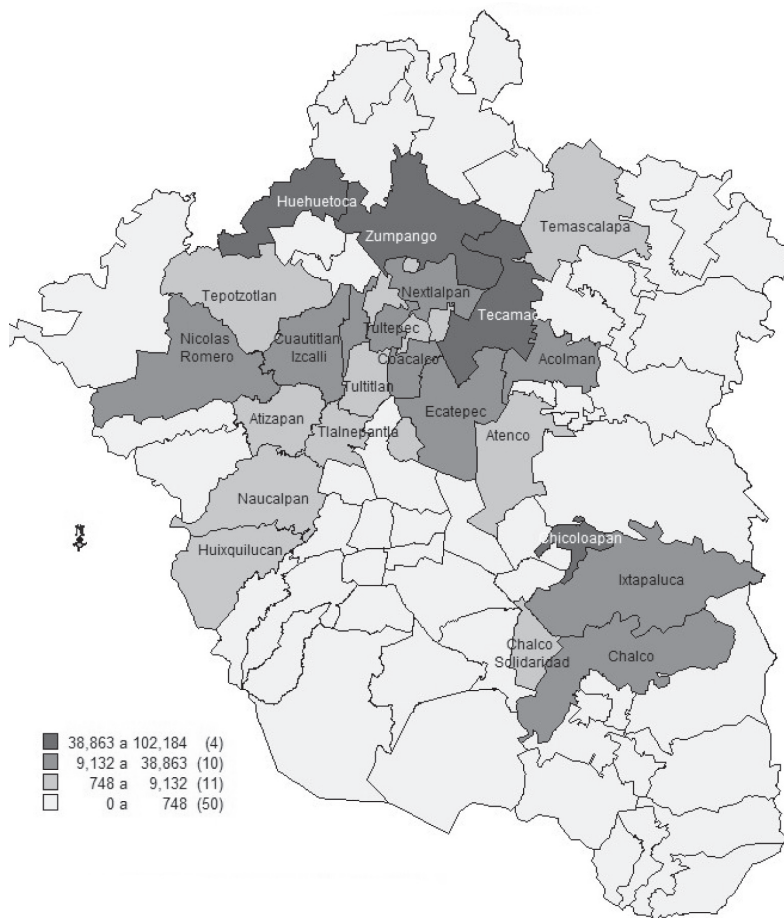 Huehuetoca
Zumpango
Temascalapa
Tepotzotlan
Nextlalpan
Tecamac
Nicolas
Romero
Cuautitlan
Izcalli
Tultepec
Coacalco
Acolman
Tultitlan
Ecatepec
Atizapan
Tlalnepantla
Atenco
Naucalpan
Huixquilucan
Chicoloapan
Ixtapaluca
Chalco
Solidaridad
Chalco
38,863 a 102,184 (4)
9,132 a 38,863 (10)
748 a 9,132 (11)
0 a 748 (50)